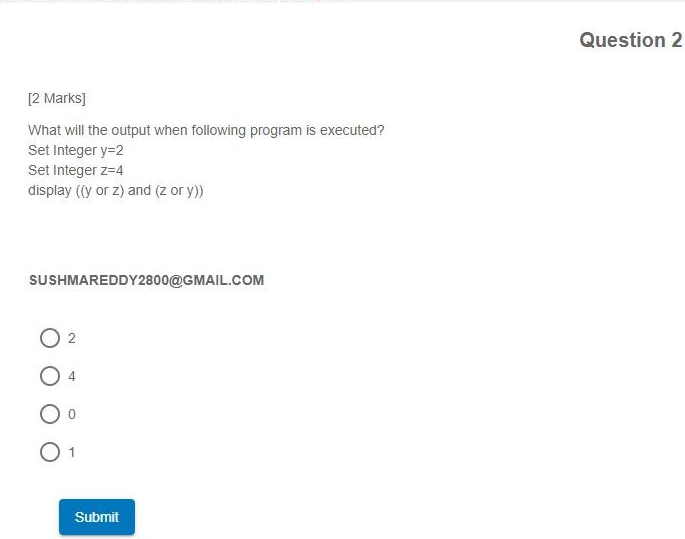 Question 2
[2 Marks]
What will the output when following program is executed?
Set Integer y=2
Set Integer z=4
display ((y or z) and (z or y))
SUSHMAREDDY2800@GMAIL.COM
2
4
0
1
Submit